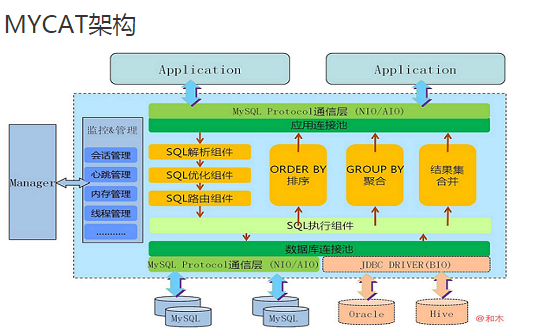 MYCAT架构
Application
Application
MySQL Protocol通信层 (NIO/AIO)
应用连接池
Manager
监控&管理
会话管理
心跳管理
内存管理
线程管理
...........
SQL解析组件
SQL优化组件
SQL路由组件
ORDER BY
排序
GROUP BY
聚合
结果集
合并
SQL执行组件
数据库连接池
MySQL Protocol通信层 (NIO/AIO)
JDBC DRIVER(BIO)
MySQL
MySQL
Oracle
Hive
@和木